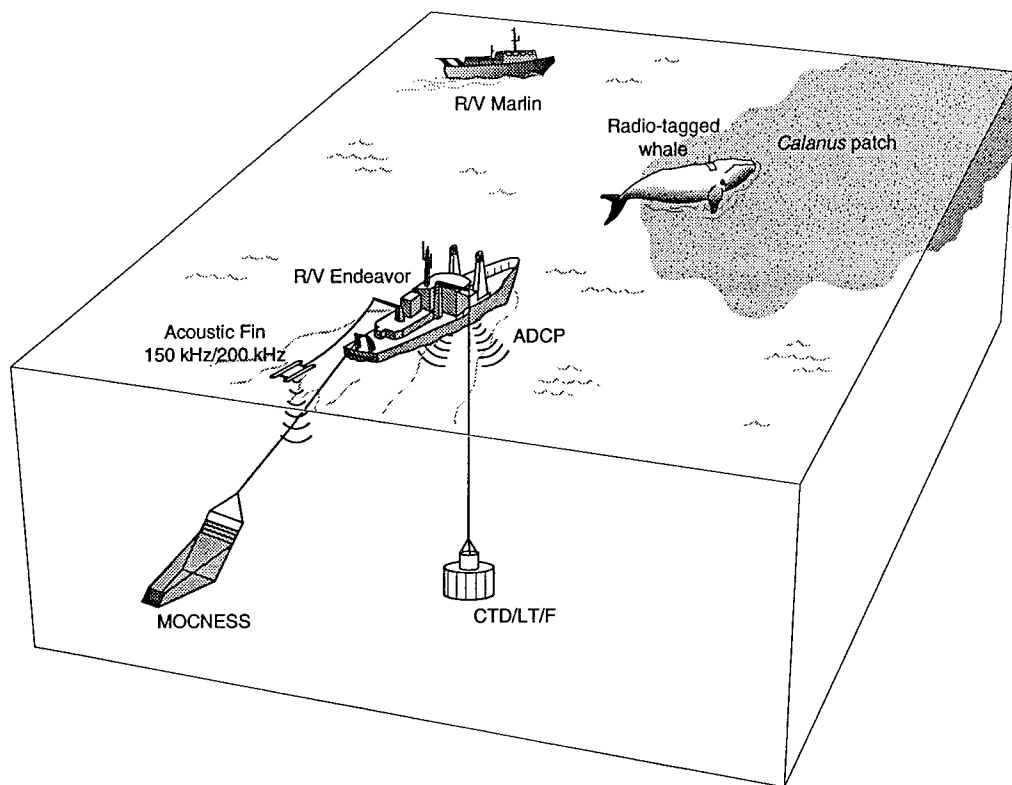 R/V Marlin
Radio-tagged
whale
Calanus patch
R/V Endeavor
Acoustic Fin
150 kHz/200 kHz
ADCP
MOCNESS
CTD/LT/F